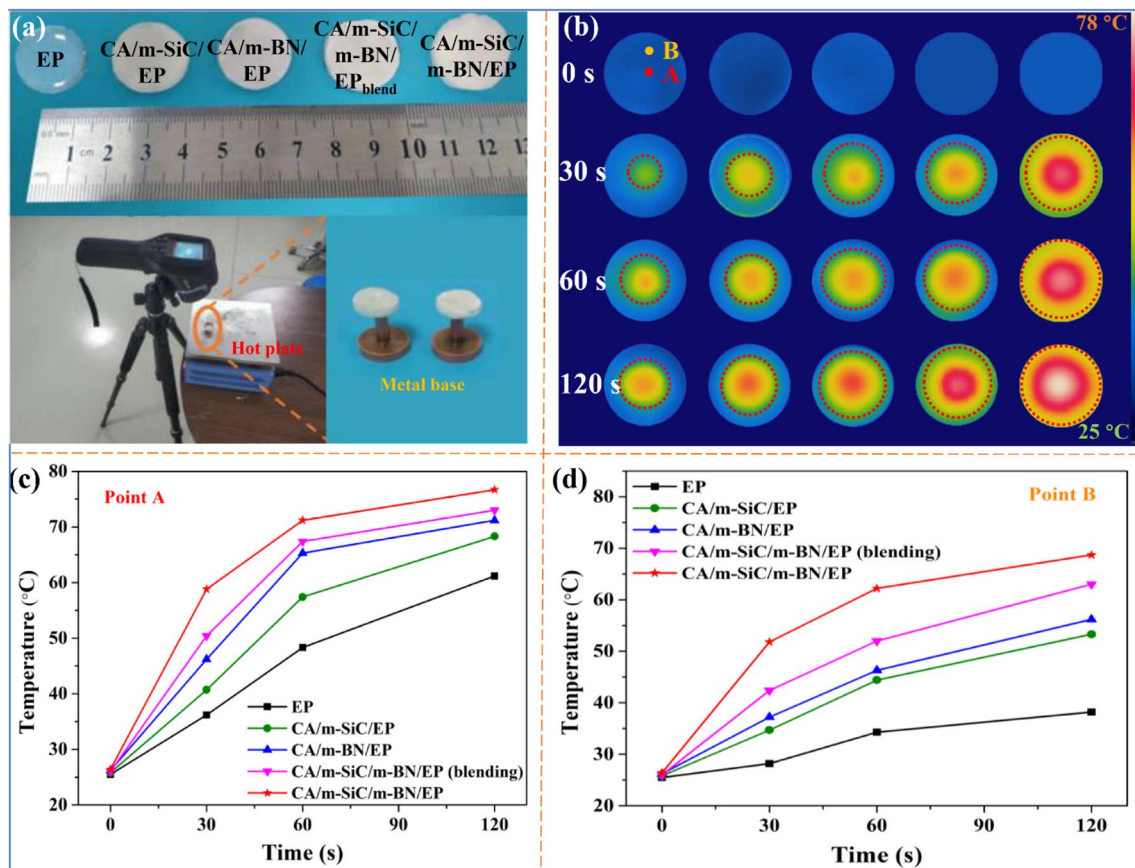 (a)
EP
CA/m-SiC/
EP
CA/m-BN/
EP
CA/m-SiC/
m-BN/
EPblend
CA/m-SiC/
m-BN/EP
0.5 mm
mm
1 cm 2 3 4 5 6 7 8 9 10 11 12 13
mm
Hot plate
Metal base
(b)
78 °C
0 s
B
A
30 s
60 s
120 s
25 °C
(c)
Point A
Temperature (°C)
80
70
60
50
40
30
20
EP
CA/m-SiC/EP
CA/m-BN/EP
CA/m-SiC/m-BN/EP (blending)
CA/m-SiC/m-BN/EP
0 30 60 90 120
Time (s)
(d)
Point B
Temperature (°C)
80
70
60
50
40
30
20
EP
CA/m-SiC/EP
CA/m-BN/EP
CA/m-SiC/m-BN/EP (blending)
CA/m-SiC/m-BN/EP
0 30 60 90 120
Time (s)